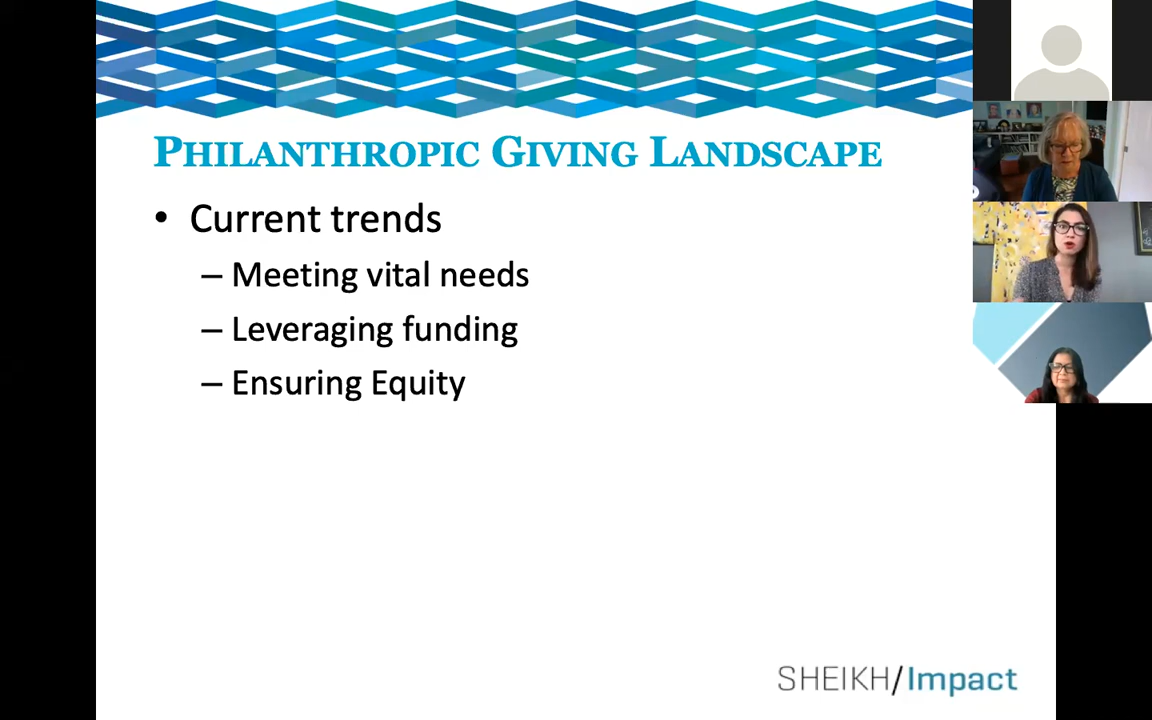 PHILANTHROPIC GIVING LANDSCAPE
• Current trends
– Meeting vital needs
– Leveraging funding
– Ensuring Equity
SHEIKH/Impact